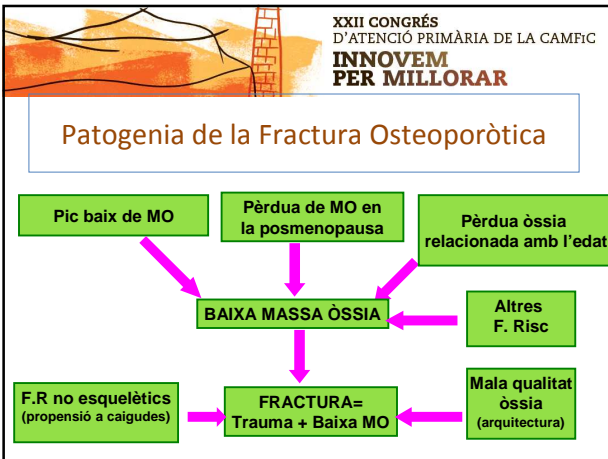 XXII CONGRÉS
D'ATENCIÓ PRIMÀRIA DE LA CAMFiC
INNOVEM
PER MILLORAR
Patogenia de la Fractura Osteoporòtica
Pic baix de MO
Pèrdua de MO en
la posmenopausa
Pèrdua òssia
relacionada amb l'edat
BAIXA MASSA ÒSSIA
Altres
F. Risc
F.R no esquelètics
(propensió a caigudes)
FRACTURA=
Trauma + Baixa MO
Mala qualitat
òssia
(arquitectura)